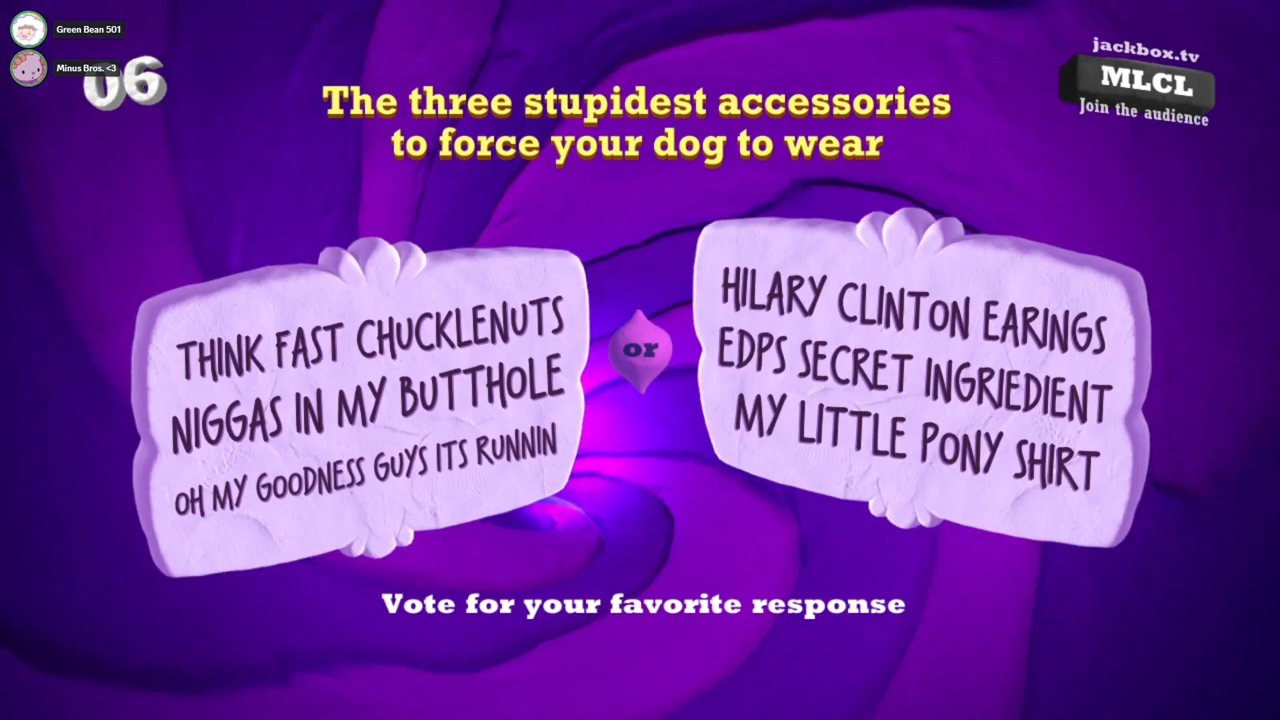 Green Bean 501
Minus Bros. <3
06
jackbox.tv
MLCL
Join the audience
The three stupidest accessories
to force your dog to wear
THINK FAST CHUCKLENUTS
NIGGAS IN MY BUTTHOLE
OH MY GOODNESS GUYS ITS RUNNIN
or
HILARY CLINTON EARINGS
EDPS SECRET INGRIEDIENT
MY LITTLE PONY SHIRT
Vote for your favorite response